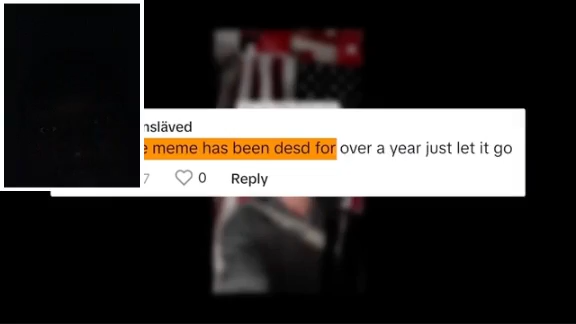 nsläved
e meme has been desd for over a year just let it go
7 0 Reply